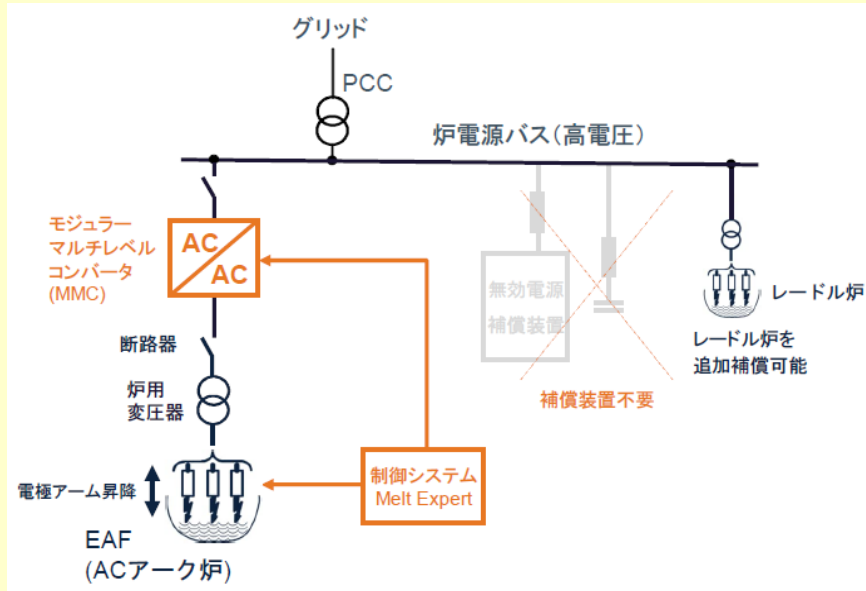 グリッド
PCC
炉電源バス(高電圧)
モジュラー
マルチレベル
コンバータ
(MMC)
AC
AC
無効電源
補償装置
レードル炉
レードル炉を
追加補償可能
断路器
炉用
変圧器
補償装置不要
電極アーム昇降
制御システム
Melt Expert
EAF
(ACアーク炉)